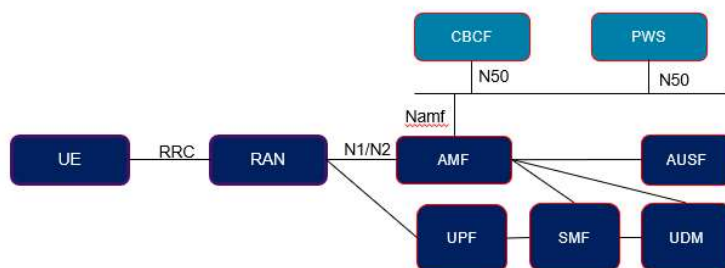 CBCF
PWS
N50
N50
Namf
UE
RRC
RAN
N1/N2
AMF
AUSF
UPF
SMF
UDM